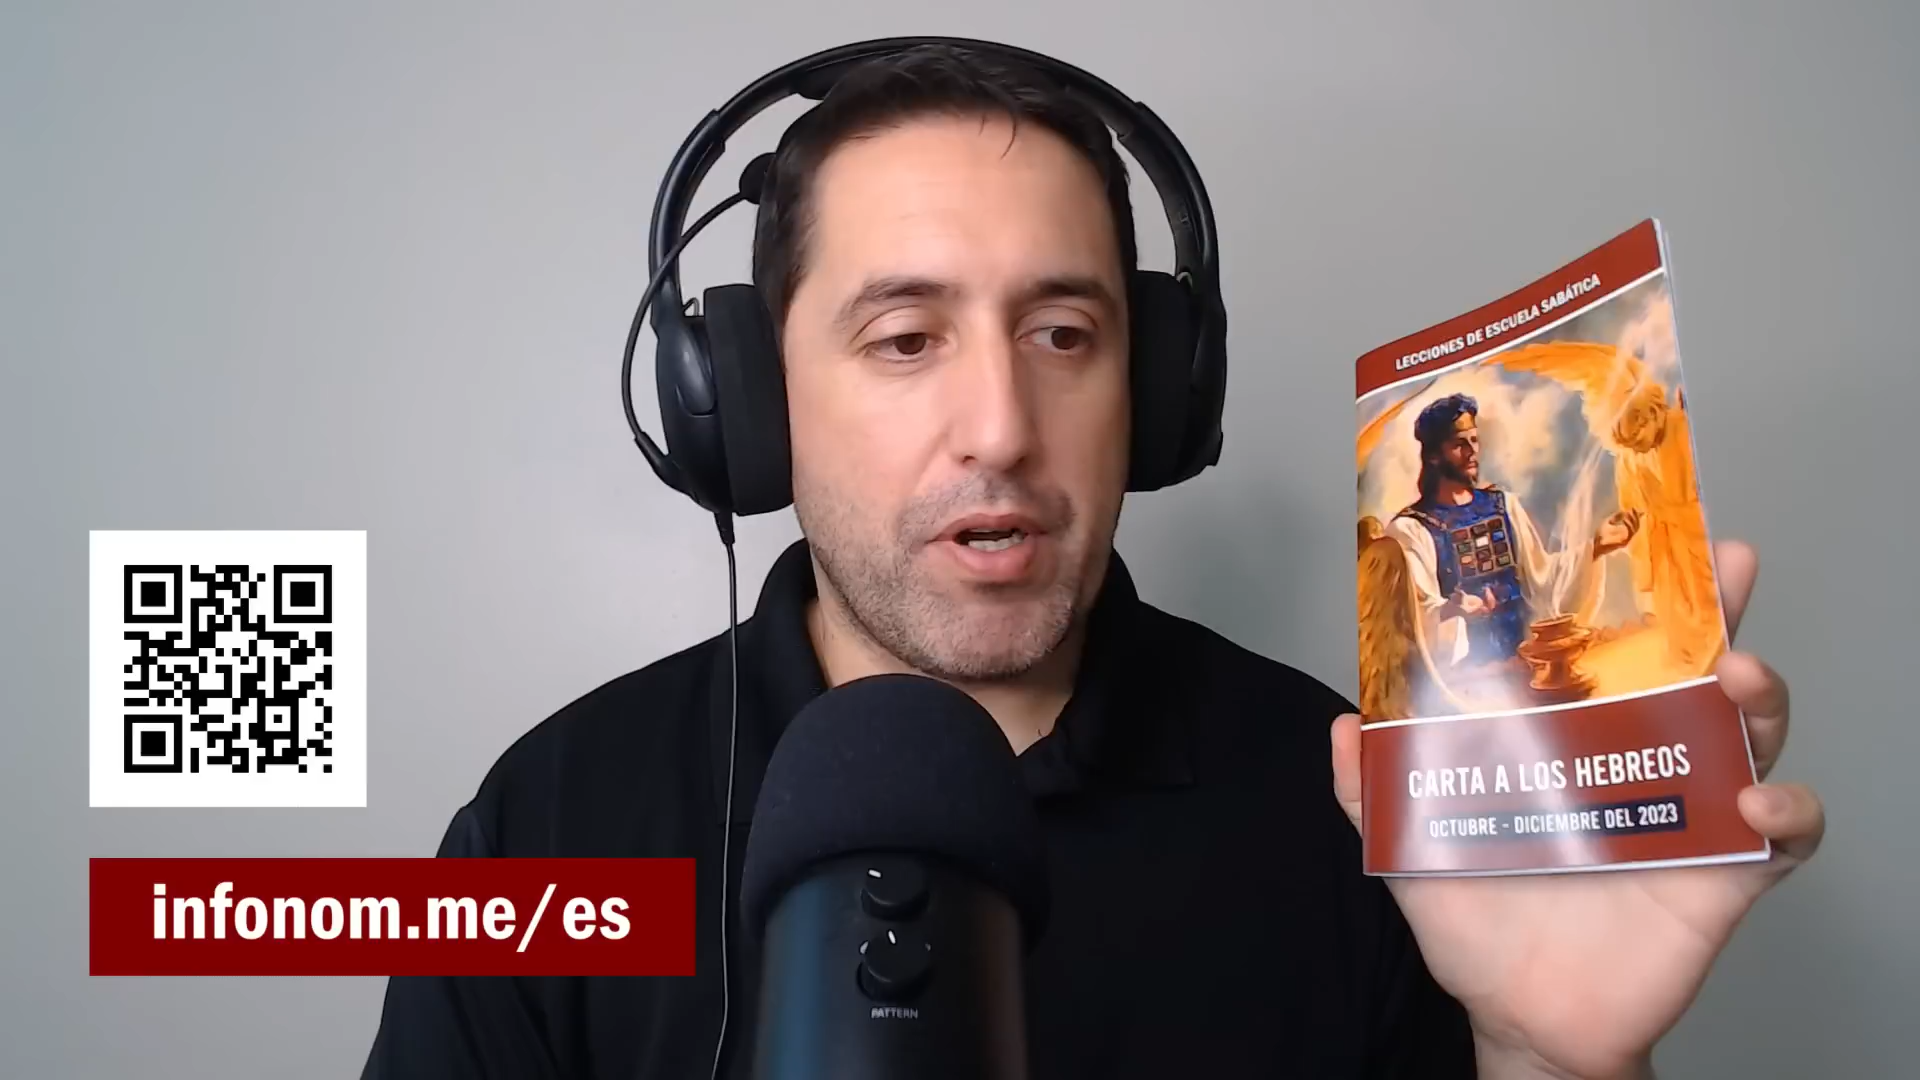 LECCIONES DE ESCUELA SABÁTICA
CARTA A LOS HEBREOS
OCTUBRE - DICIEMBRE DEL 2023
infonom.me/es
PATTERN